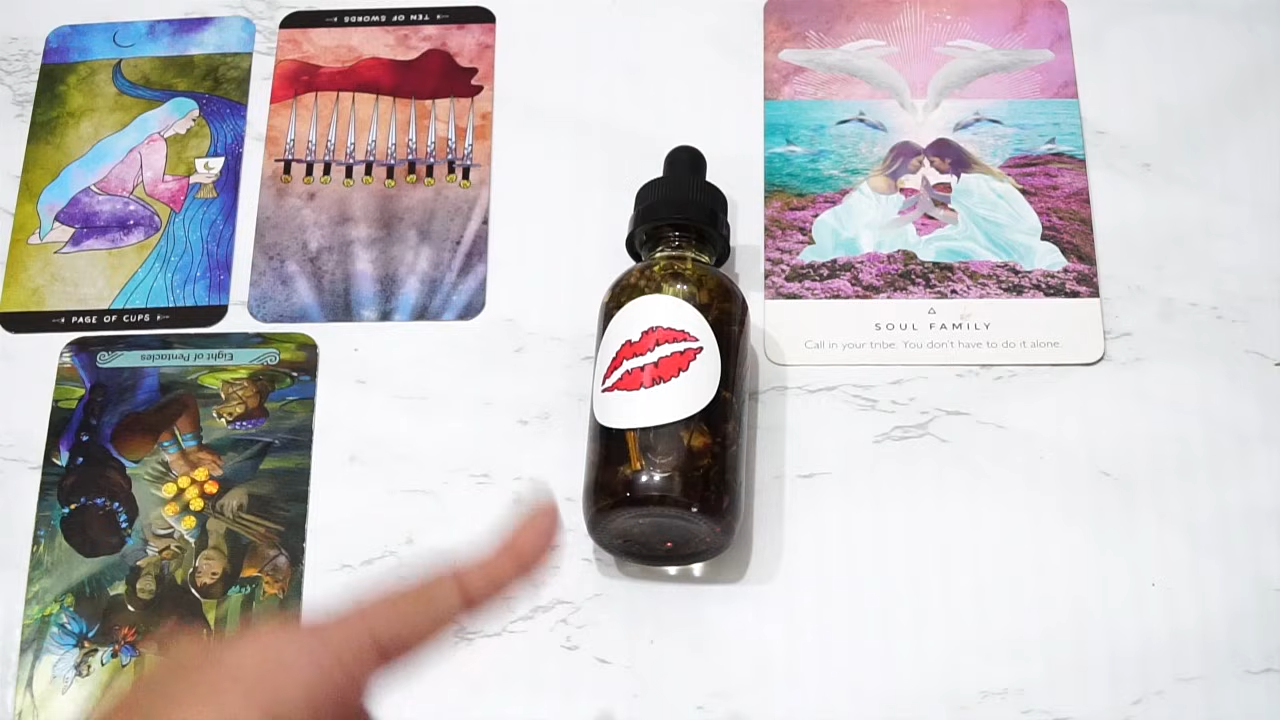 TEN OF SWORDS
PAGE OF CUPS
SOUL FAMILY
Call in your tribe. You don't have to do it alone.
Eight of Pentacles